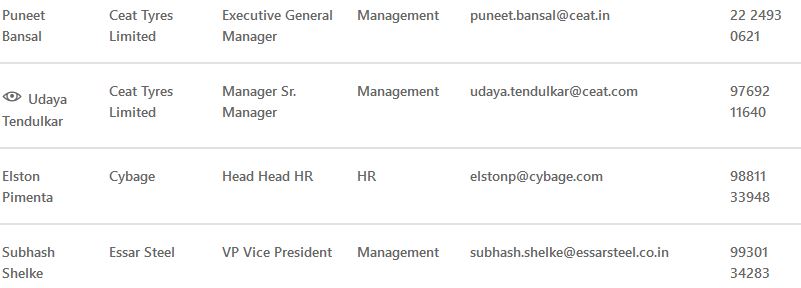 Puneet Ceat Tyres Executive General Management puneet.bansal@ceat.in 22 2493
Bansal Limited Manager 0621
Udaya Ceat Tyres Manager Sr. Management udaya.tendulkar@ceat.com 97692
Tendulkar Limited Manager 11640
Elston Cybage Head Head HR HR elstonp@cybage.com 98811
Pimenta 33948
Subhash Essar Steel VP Vice President Management subhash.shelke@essarsteel.co.in 99301
Shelke 34283